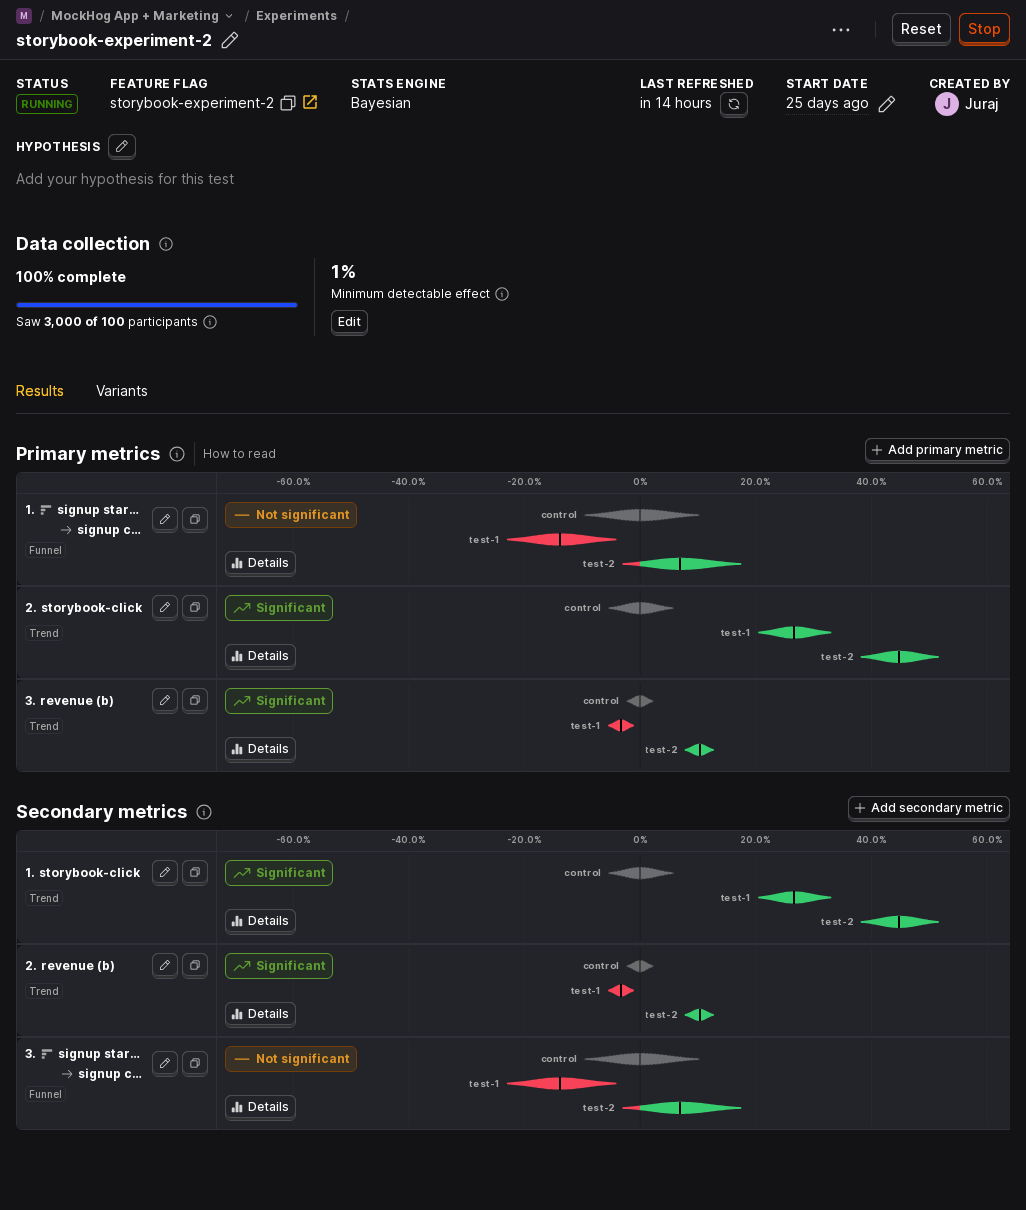 M / MockHog App + Marketing / Experiments /
storybook-experiment-2
Reset
Stop
STATUS
RUNNING
FEATURE FLAG
storybook-experiment-2
STATS ENGINE
Bayesian
LAST REFRESHED
in 14 hours
START DATE
25 days ago
CREATED BY
J Juraj
HYPOTHESIS
Add your hypothesis for this test
Data collection
100% complete
Saw 3,000 of 100 participants
1%
Minimum detectable effect
Edit
Results
Variants
Primary metrics
How to read
Add primary metric
-60.0% -40.0% -20.0% 0% 20.0% 40.0% 60.0%
1. signup star…
signup c…
Funnel
Not significant
Details
control
test-1
test-2
2. storybook-click
Trend
Significant
Details
control
test-1
test-2
3. revenue (b)
Trend
Significant
Details
control
test-1
test-2
Secondary metrics
Add secondary metric
-60.0% -40.0% -20.0% 0% 20.0% 40.0% 60.0%
1. storybook-click
Trend
Significant
Details
control
test-1
test-2
2. revenue (b)
Trend
Significant
Details
control
test-1
test-2
3. signup star…
signup c…
Funnel
Not significant
Details
control
test-1
test-2